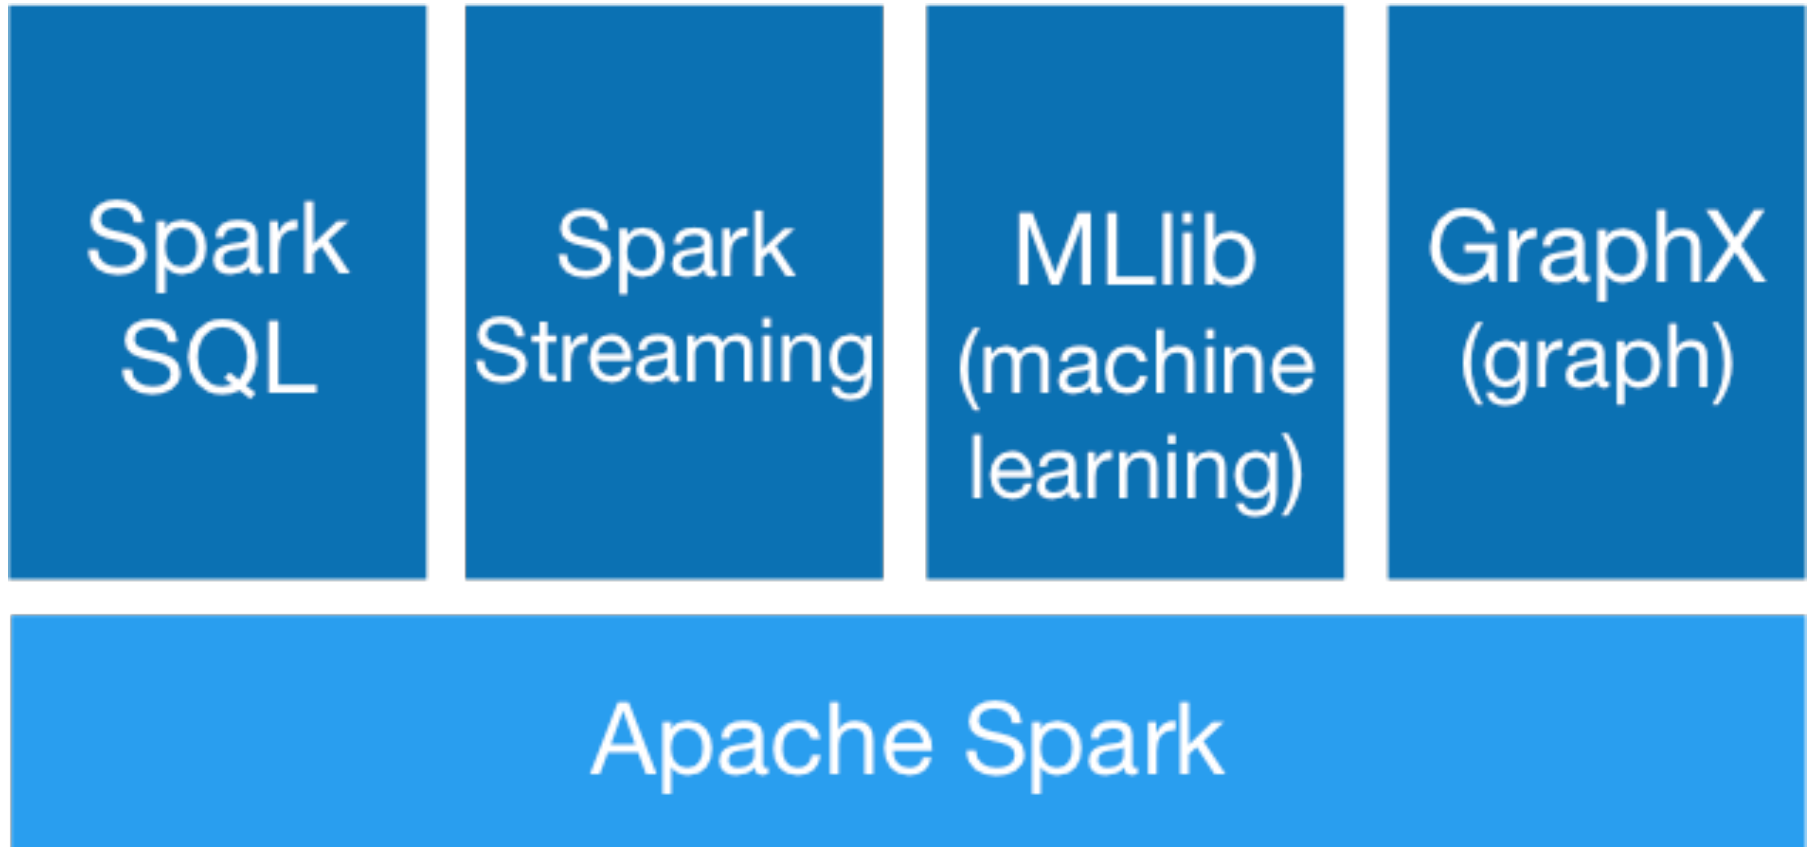 Spark
SQL
Spark
Streaming
MLlib
(machine
learning)
GraphX
(graph)
Apache Spark